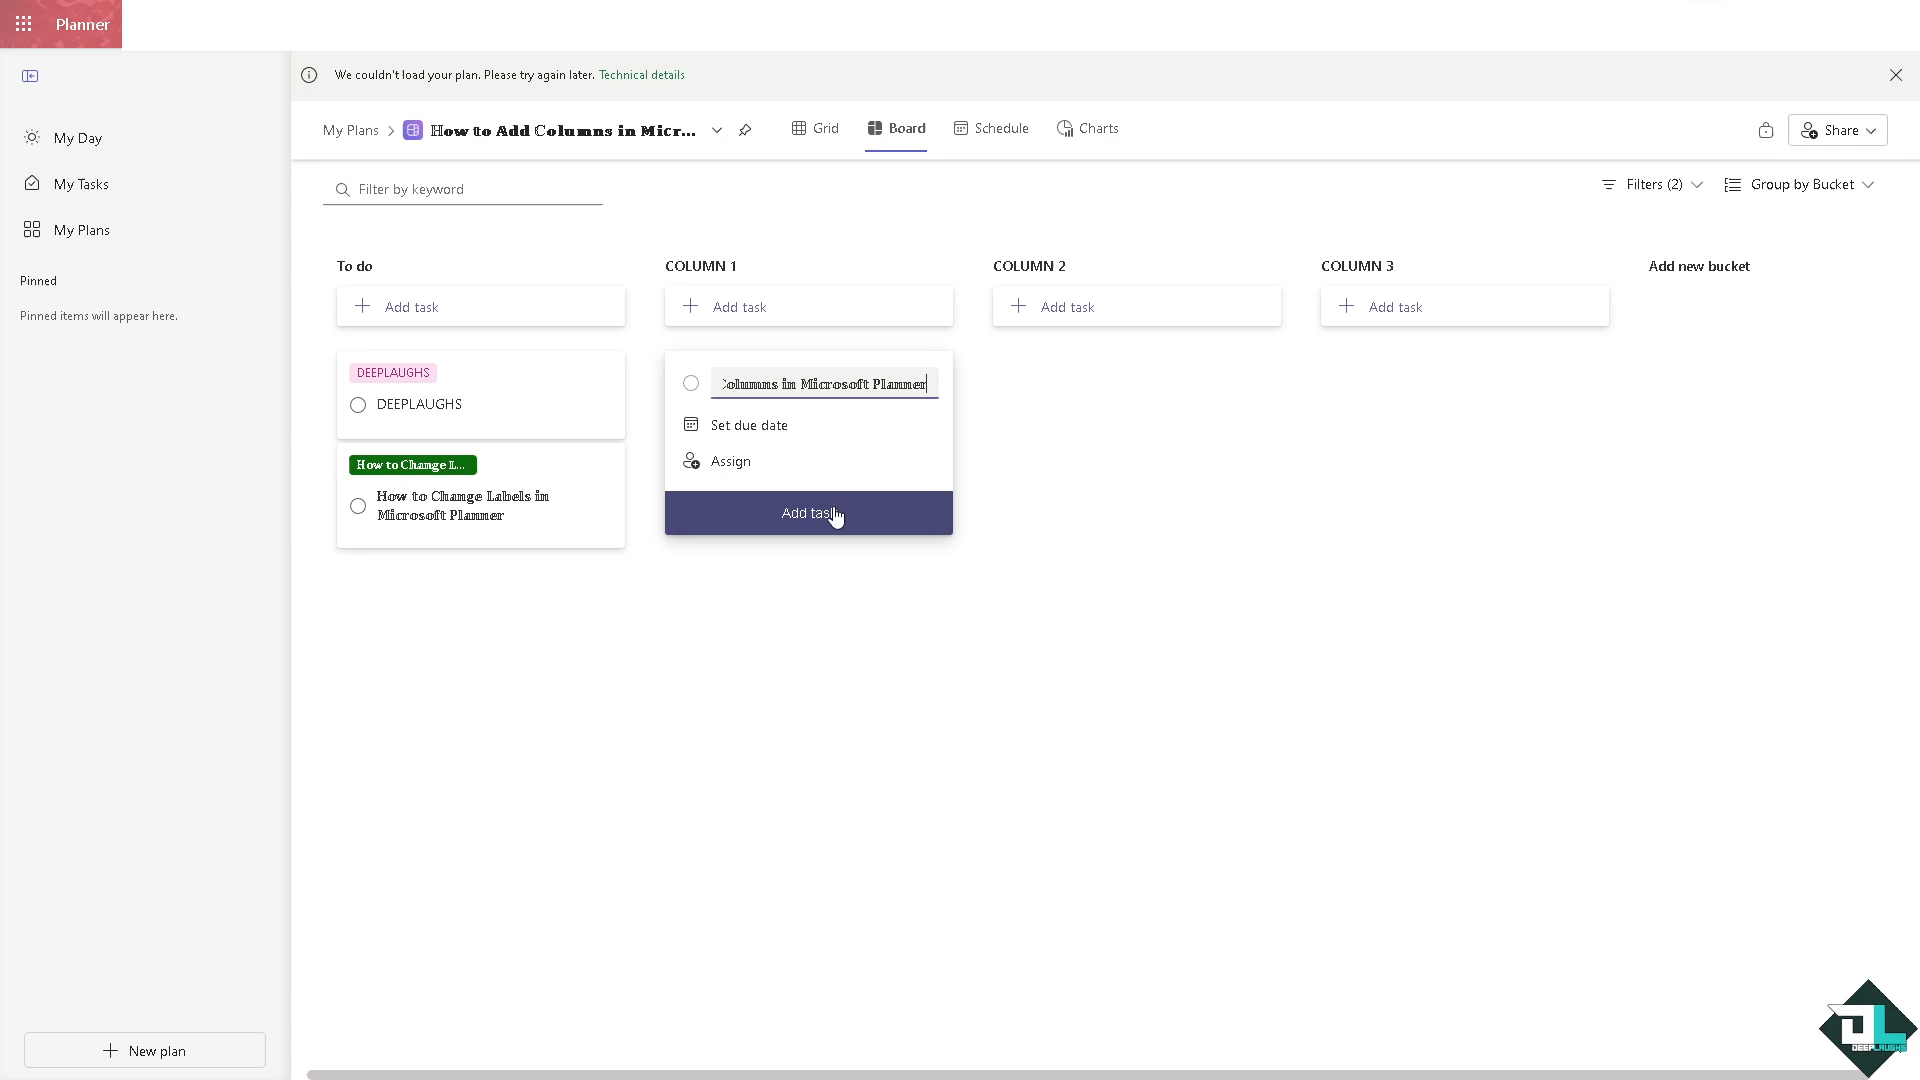 Planner
We couldn't load your plan. Please try again later. Technical details
My Plans
How to Add Columns in Micr...
Grid
Board
Schedule
Charts
Share
My Day
My Tasks
My Plans
Pinned
Pinned items will appear here.
Filter by keyword
Filters (2)
Group by Bucket
To do
COLUMN 1
COLUMN 2
COLUMN 3
Add new bucket
Add task
Add task
Add task
Add task
DEEPLAUGHS
DEEPLAUGHS
How to Change L...
How to Change Labels in
Microsoft Planner
Columns in Microsoft Planner
Set due date
Assign
Add task
New plan
DEEPLAUGHS